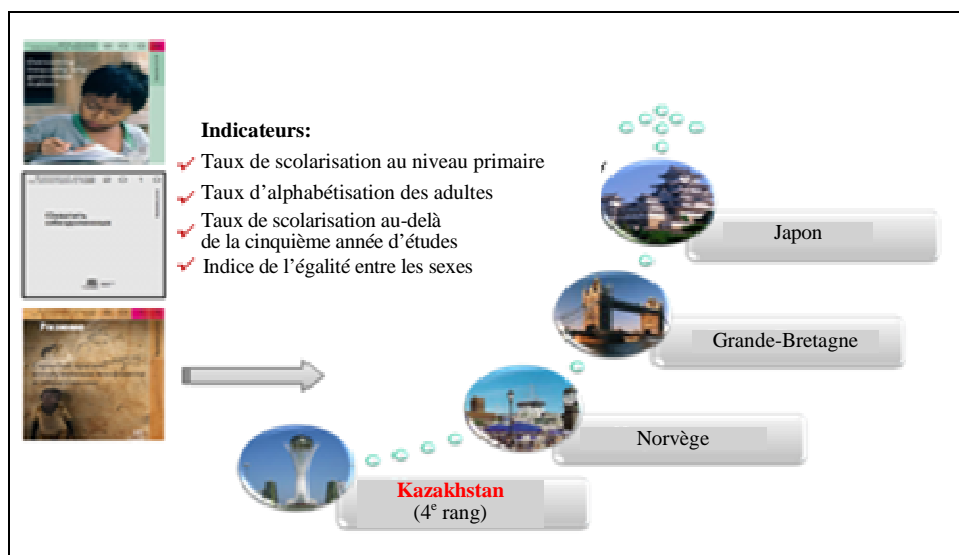 Indicateurs:
Taux de scolarisation au niveau primaire
Taux d’alphabétisation des adultes
Taux de scolarisation au-delà
de la cinquième année d’études
Indice de l’égalité entre les sexes
Japon
Grande-Bretagne
Norvège
Kazakhstan
(4e rang)